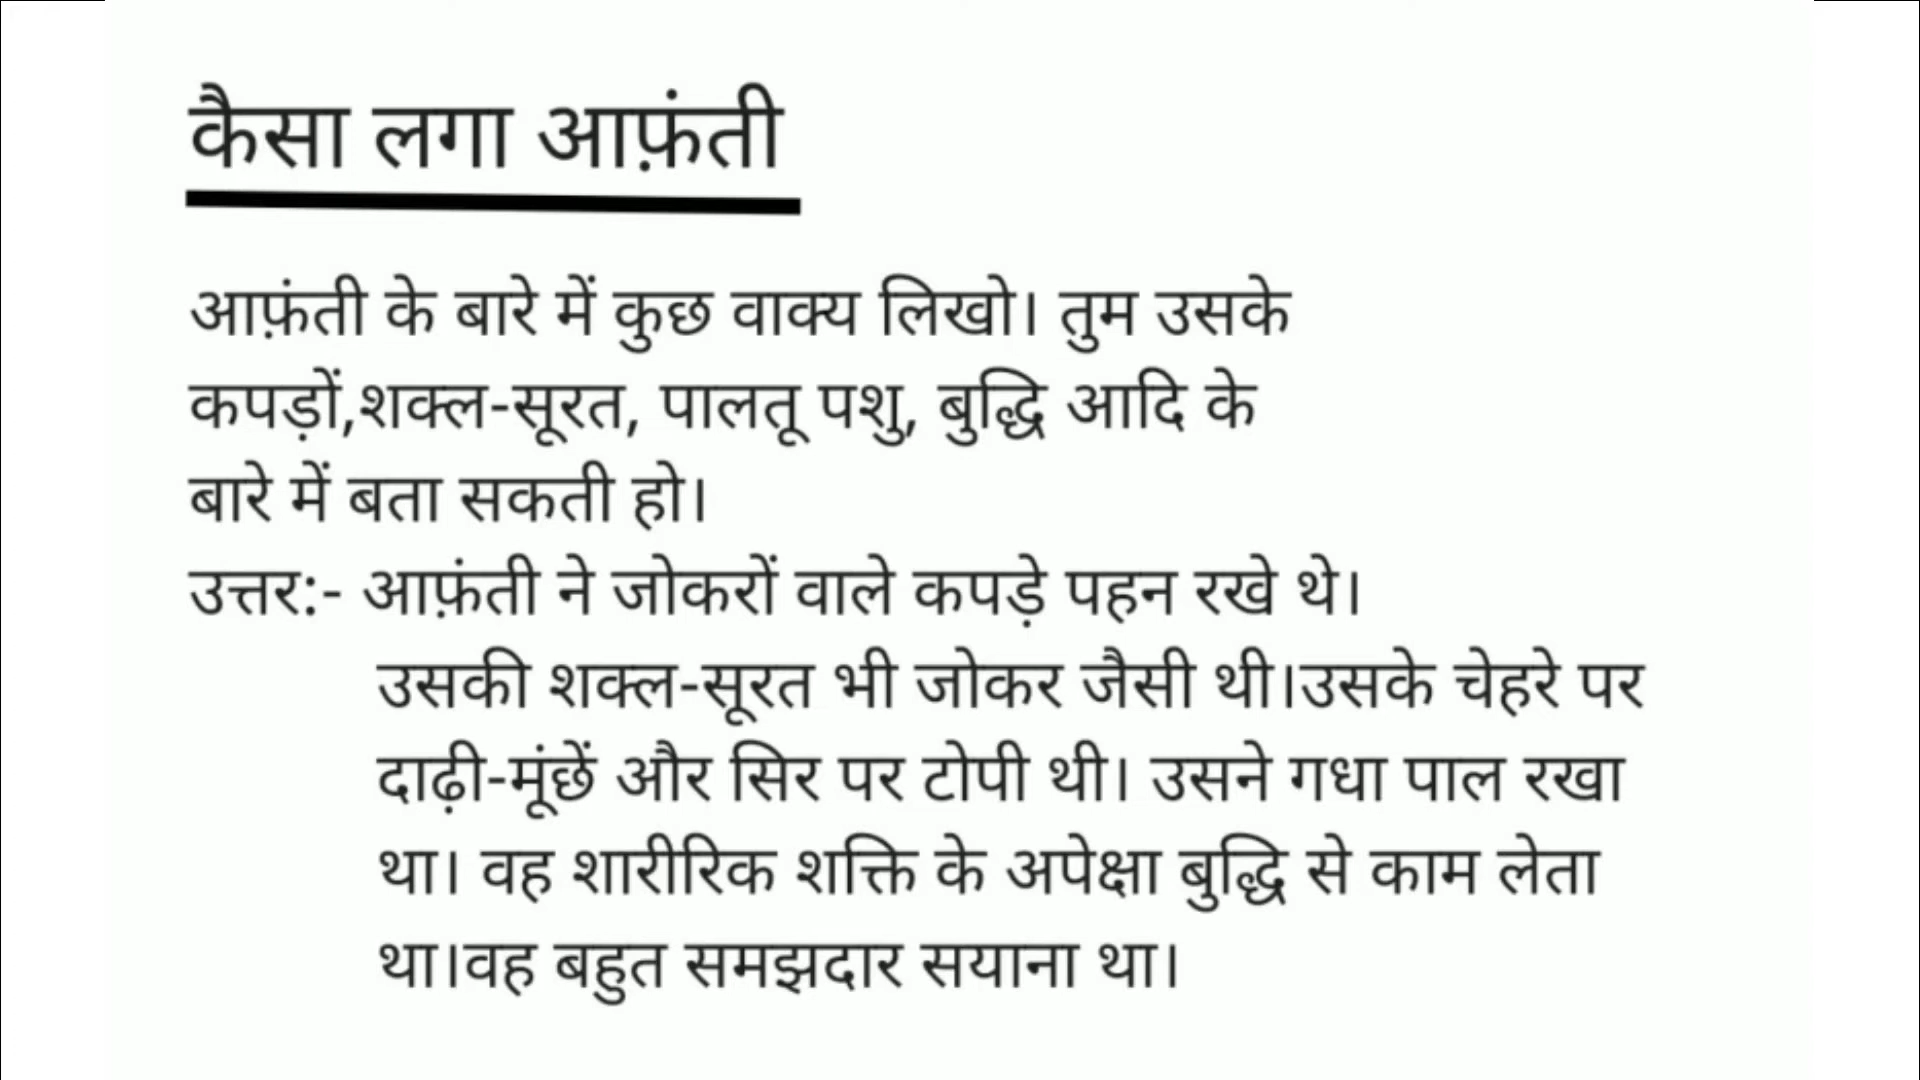 कैसा लगा आफ़ंती
आफ़ंती के बारे में कुछ वाक्य लिखो। तुम उसके
कपड़ों,शक्ल-सूरत, पालतू पशु, बुद्धि आदि के
बारे में बता सकती हो।
उत्तर:- आफ़ंती ने जोकरों वाले कपड़े पहन रखे थे।
उसकी शक्ल-सूरत भी जोकर जैसी थी।उसके चेहरे पर
दाढ़ी-मूंछें और सिर पर टोपी थी। उसने गधा पाल रखा
था। वह शारीरिक शक्ति के अपेक्षा बुद्धि से काम लेता
था।वह बहुत समझदार सयाना था।